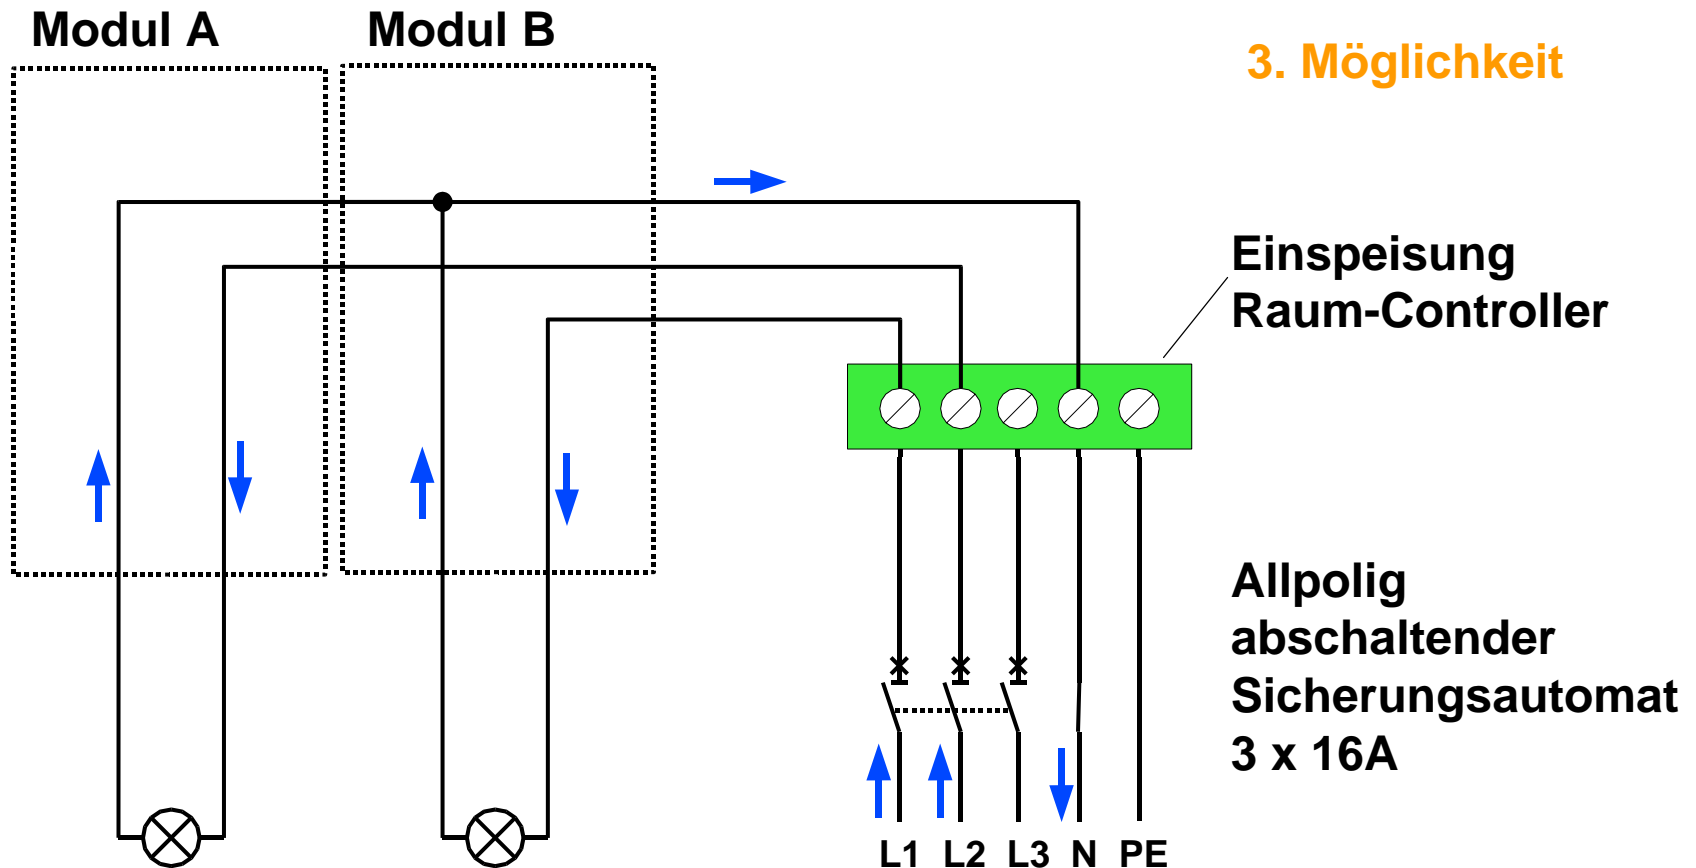 Modul A
Modul B
3. Möglichkeit
Einspeisung
Raum-Controller
Allpolig
abschaltender
Sicherungsautomat
3 x 16A
L1 L2 L3 N PE